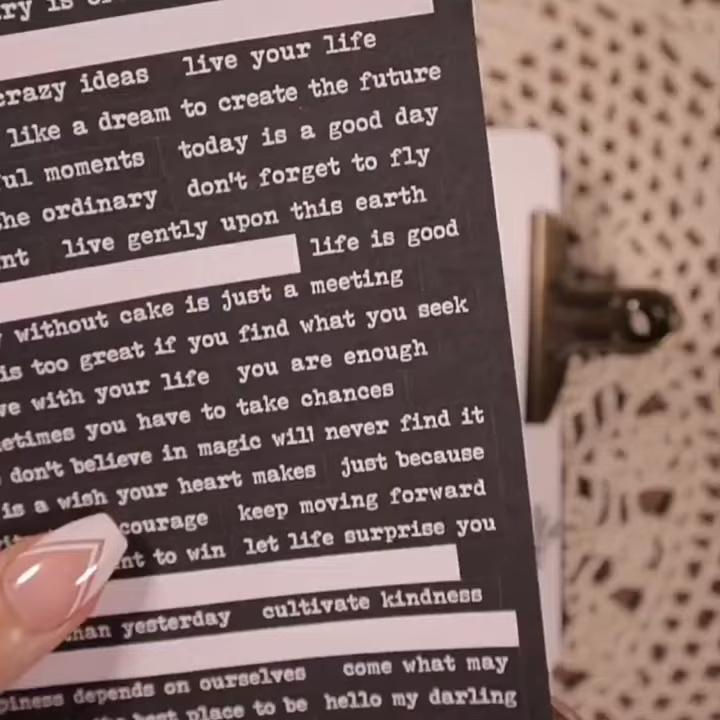 crazy ideas live your life
like a dream to create the future
moments today is a good day
ordinary don't forget to fly
live gently upon this earth
life is good
without cake is just a meeting
is too great if you find what you seek
with your life you are enough
you have to take chances
don't believe in magic will never find it
is a wish your heart makes just because
courage keep moving forward
to win let life surprise you
than yesterday cultivate kindness
depends on ourselves come what may
best place to be hello my darling